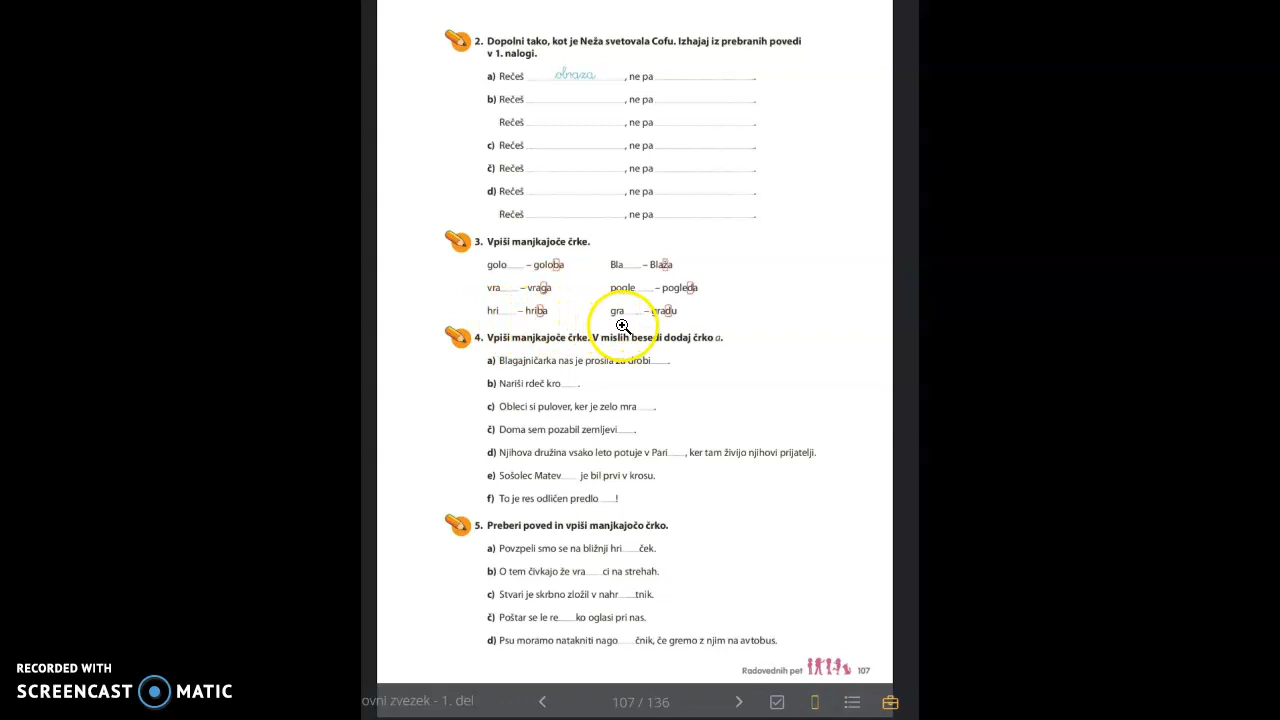 2. Dopolni tako, kot je Neža svetovala Cofu. Izhajaj iz prebranih povedi
v 1. nalogi.
a) Rečeš obraza, ne pa .
b) Rečeš , ne pa .
Rečeš , ne pa .
c) Rečeš , ne pa .
č) Rečeš , ne pa .
d) Rečeš , ne pa .
Rečeš , ne pa .
3. Vpiši manjkajoče črke.
golo – goloba Bla – Blaža
vra – vraga pogle – pogleda
hri – hriba gra – gradu
4. Vpiši manjkajoče črke. V mislih besedi dodaj črko a.
a) Blagajničarka nas je prosila za drobi .
b) Nariši rdeč kro .
c) Obleci si pulover, ker je zelo mra .
č) Doma sem pozabil zemljevi .
d) Njihova družina vsako leto potuje v Pari , ker tam živijo njihovi prijatelji.
e) Sošolec Matev je bil prvi v krosu.
f) To je res odličen predlo !
5. Preberi poved in vpiši manjkajočo črko.
a) Povzpeli smo se na bližnji hri ček.
b) O tem čivkajo že vra ci na strehah.
c) Stvari je skrbno zložil v nahr tnik.
č) Poštar se le re ko oglasi pri nas.
d) Psu moramo natakniti nago čnik, če gremo z njim na avtobus.
Radovednih pet 107
RECORDED WITH
SCREENCAST MATIC
ovni zvezek - 1. del 107 / 136